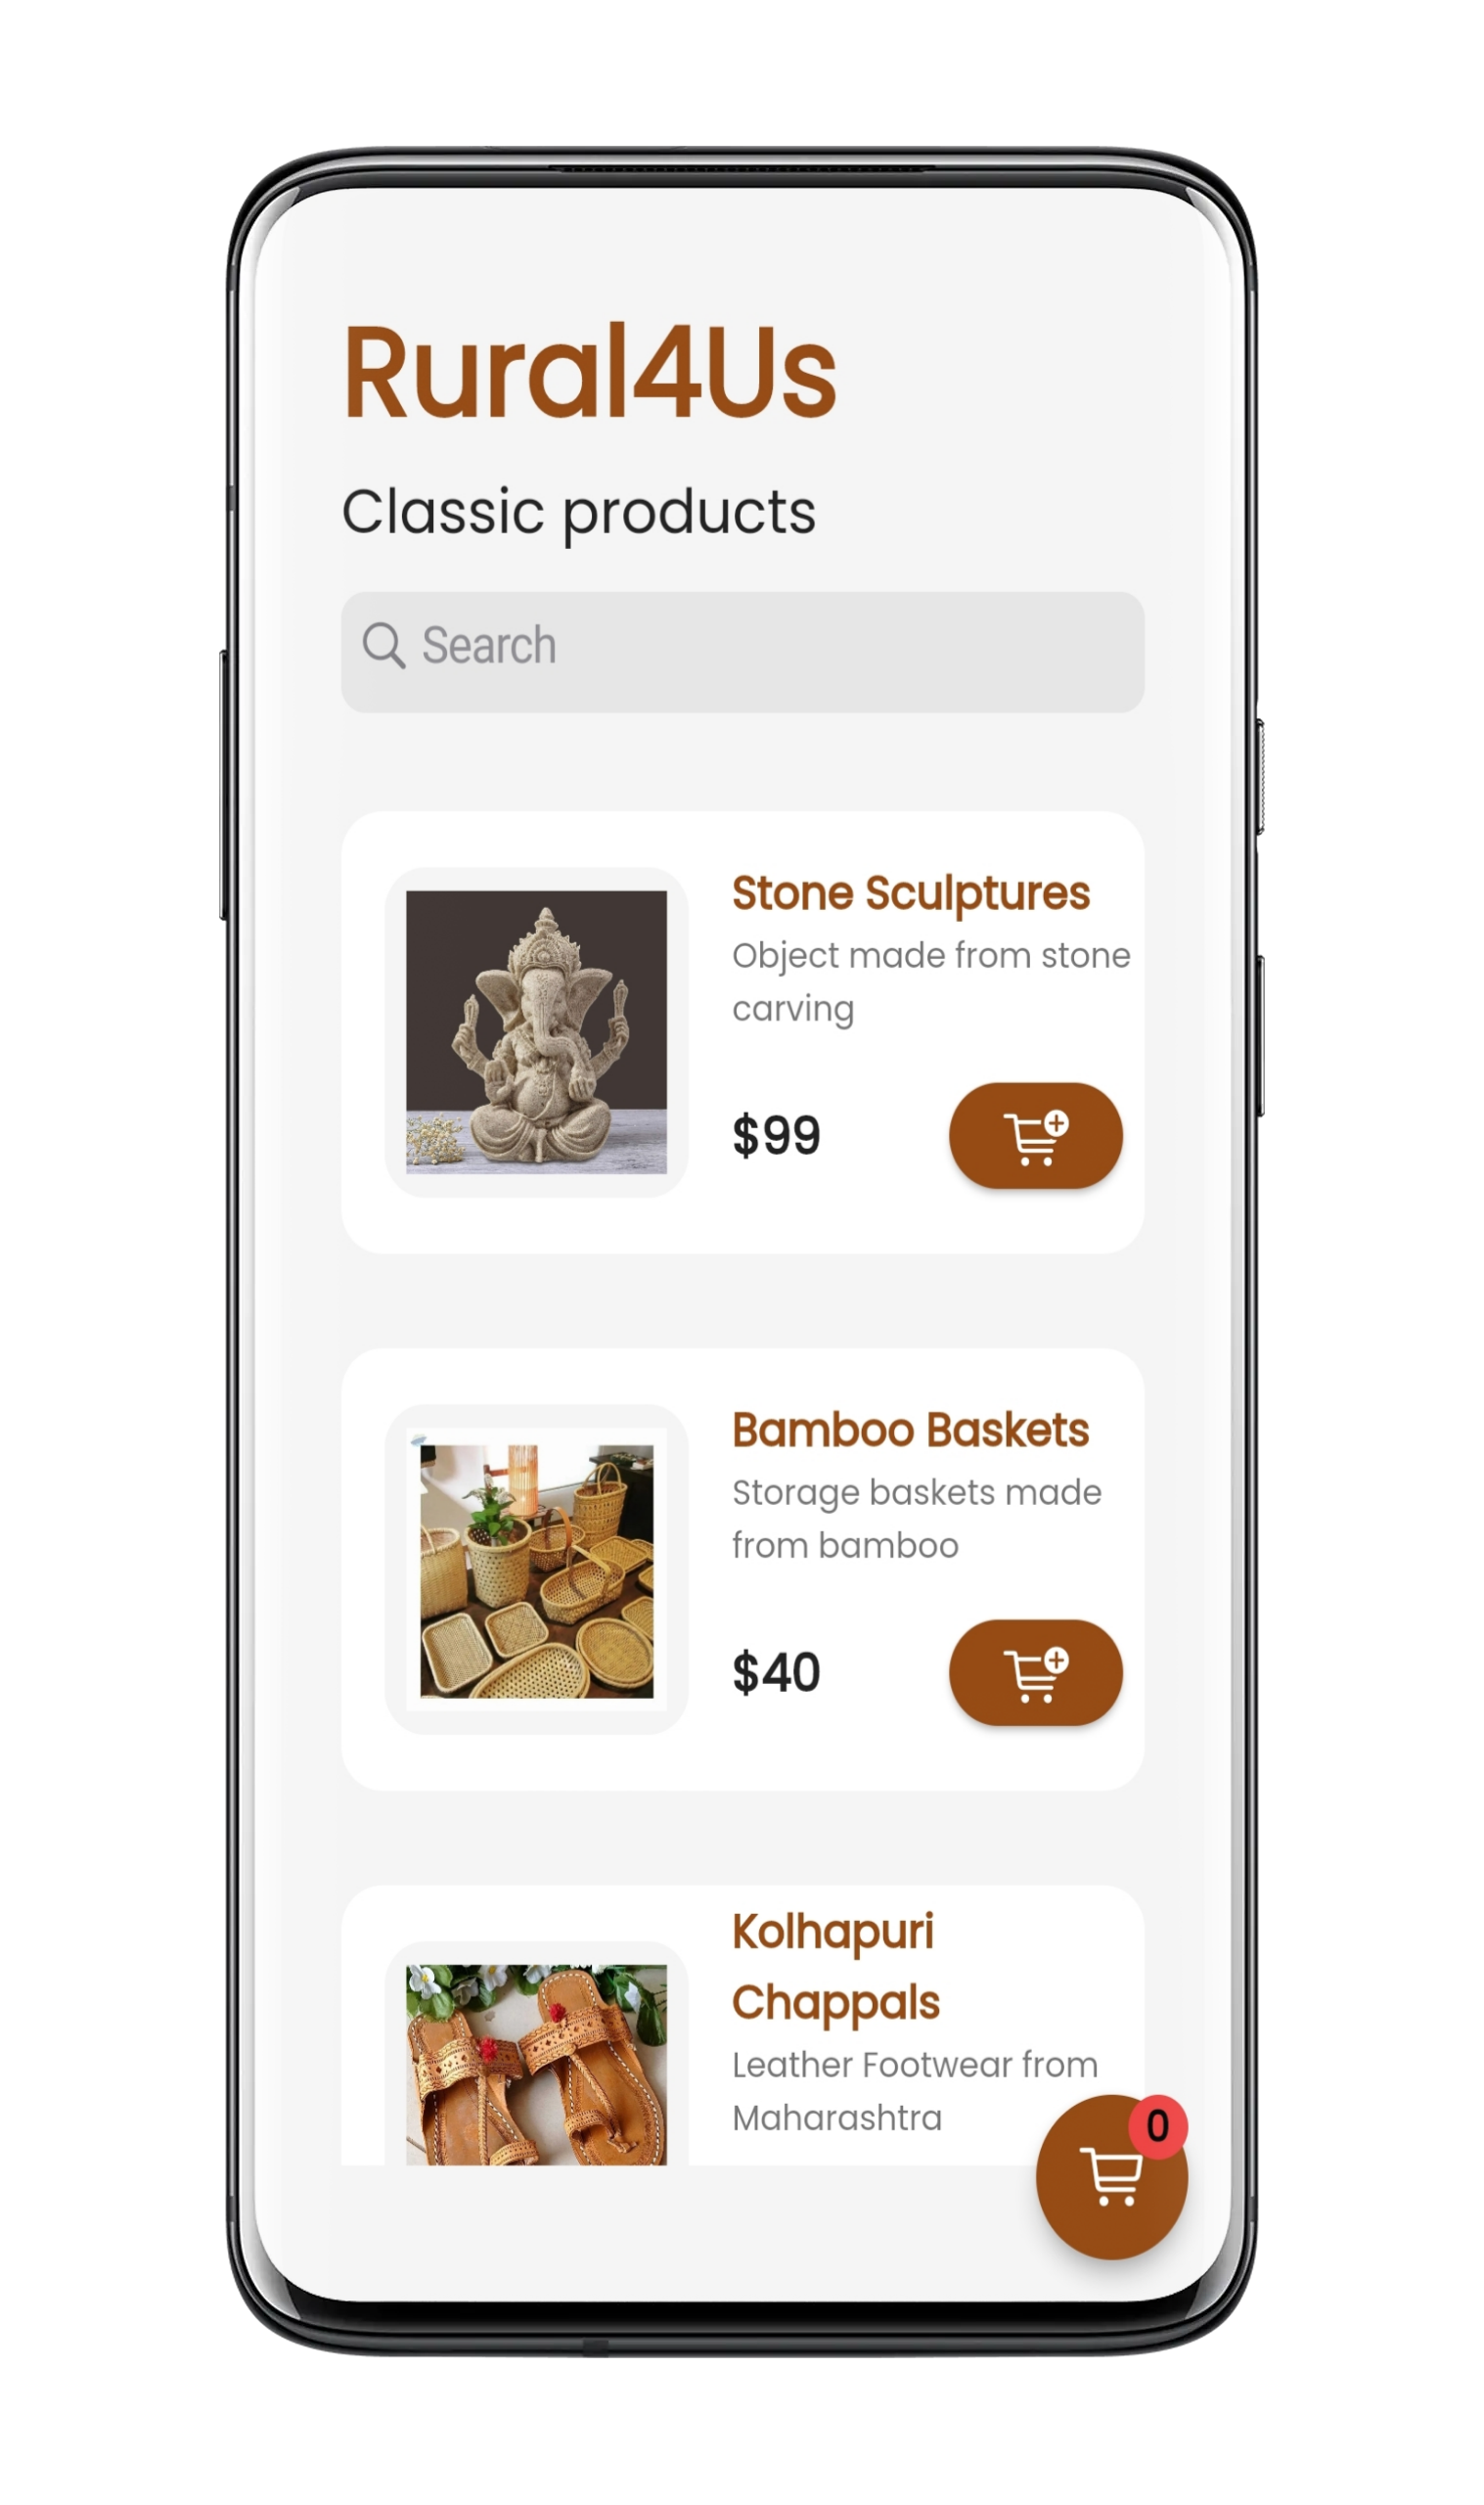 Rural4Us
Classic products
Search
Stone Sculptures
Object made from stone
carving
$99
Bamboo Baskets
Storage baskets made
from bamboo
$40
Kolhapuri
Chappals
Leather Footwear from
Maharashtra
0